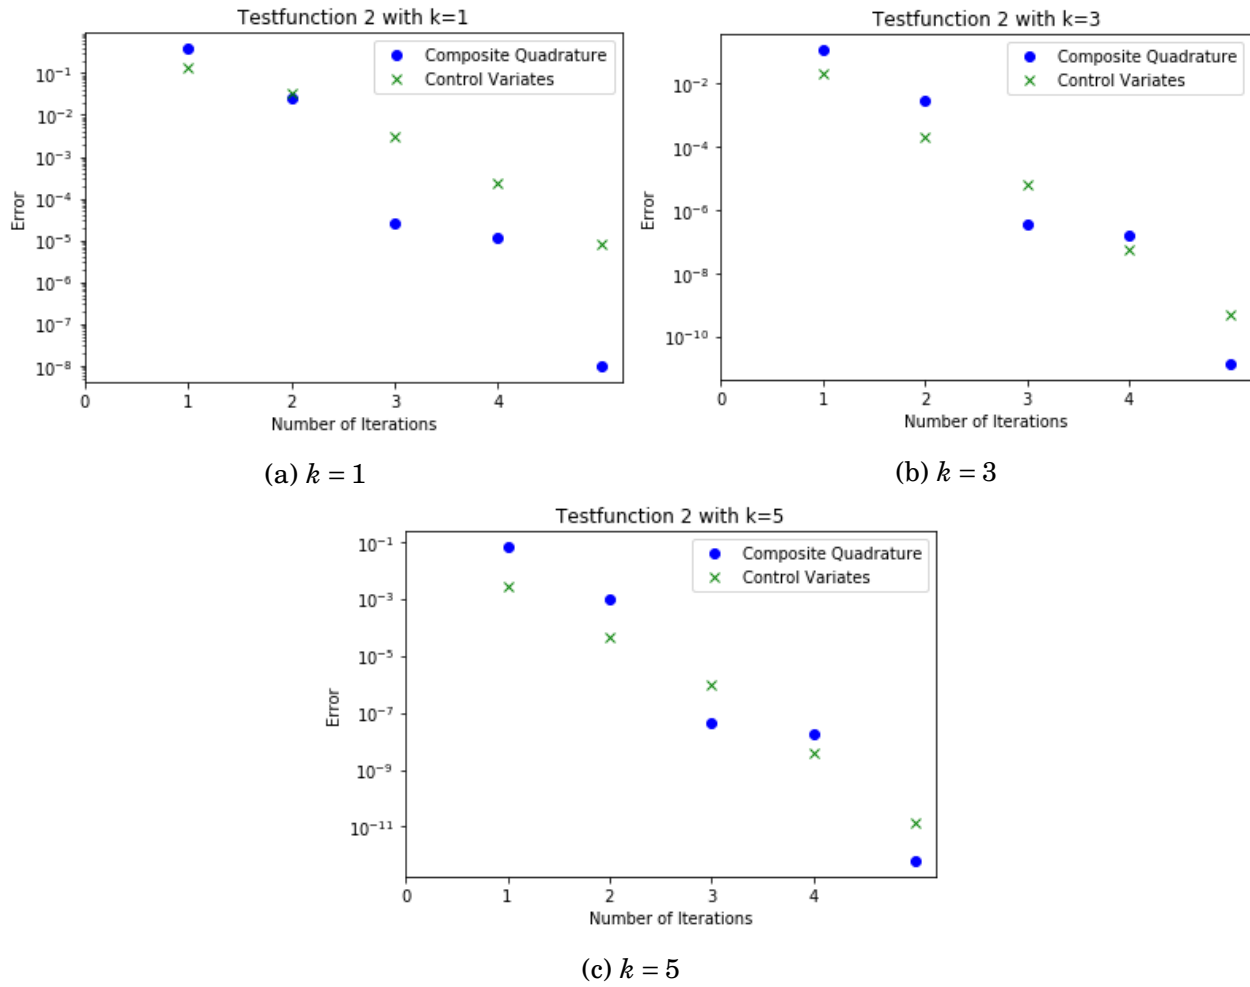 Testfunction 2 with k=1
Composite Quadrature
Control Variates
10⁻¹
10⁻²
10⁻³
10⁻⁴
10⁻⁵
10⁻⁶
10⁻⁷
10⁻⁸
Error
0 1 2 3 4
Number of Iterations
(a) k = 1
Testfunction 2 with k=3
Composite Quadrature
Control Variates
10⁻²
10⁻⁴
10⁻⁶
10⁻⁸
10⁻¹⁰
Error
0 1 2 3 4
Number of Iterations
(b) k = 3
Testfunction 2 with k=5
Composite Quadrature
Control Variates
10⁻¹
10⁻³
10⁻⁵
10⁻⁷
10⁻⁹
10⁻¹¹
Error
0 1 2 3 4
Number of Iterations
(c) k = 5